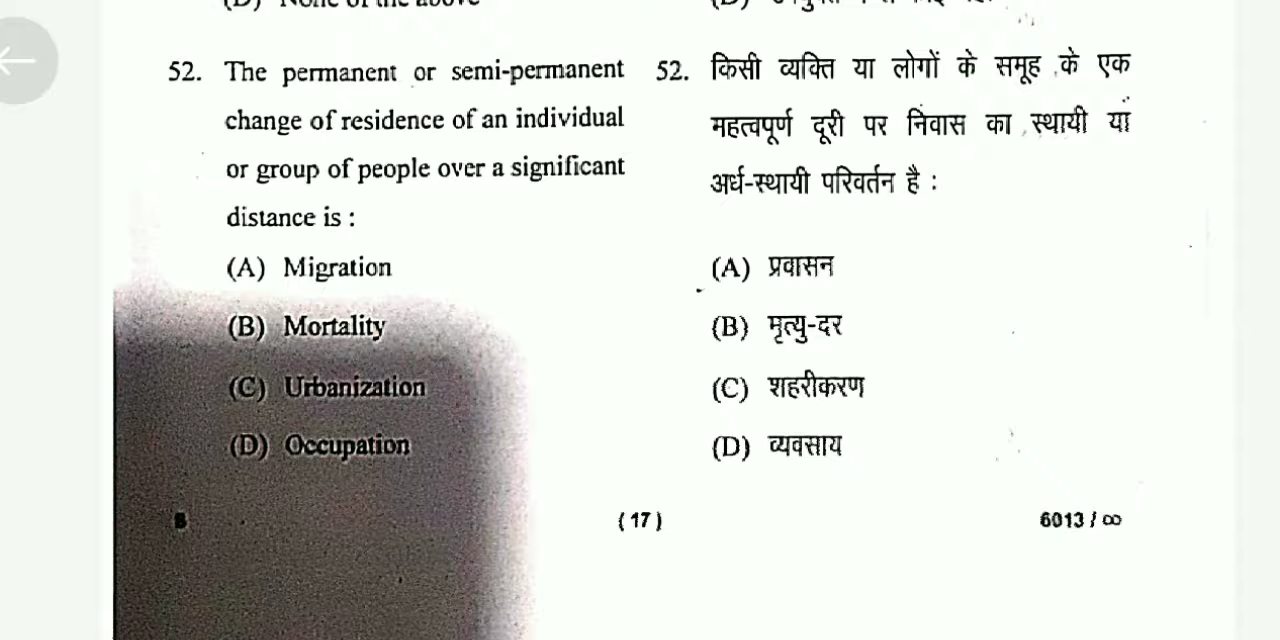 52. The permanent or semi-permanent
change of residence of an individual
or group of people over a significant
distance is :
(A) Migration
(B) Mortality
(C) Urbanization
(D) Occupation
52. किसी व्यक्ति या लोगों के समूह के एक
महत्वपूर्ण दूरी पर निवास का स्थायी या
अर्ध-स्थायी परिवर्तन है :
(A) प्रवासन
(B) मृत्यु-दर
(C) शहरीकरण
(D) व्यवसाय
( 17 )
6013 / ∞